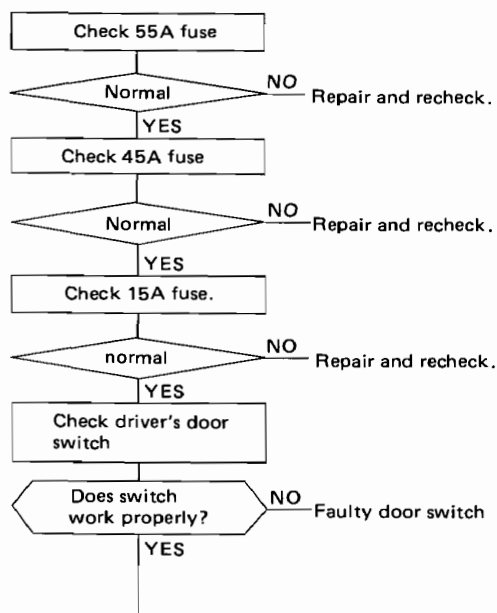 Check 55A fuse
Normal
NO
Repair and recheck.
YES
Check 45A fuse
Normal
NO
Repair and recheck.
YES
Check 15A fuse.
normal
NO
Repair and recheck.
YES
Check driver's door
switch
Does switch
work properly?
NO
Faulty door switch
YES